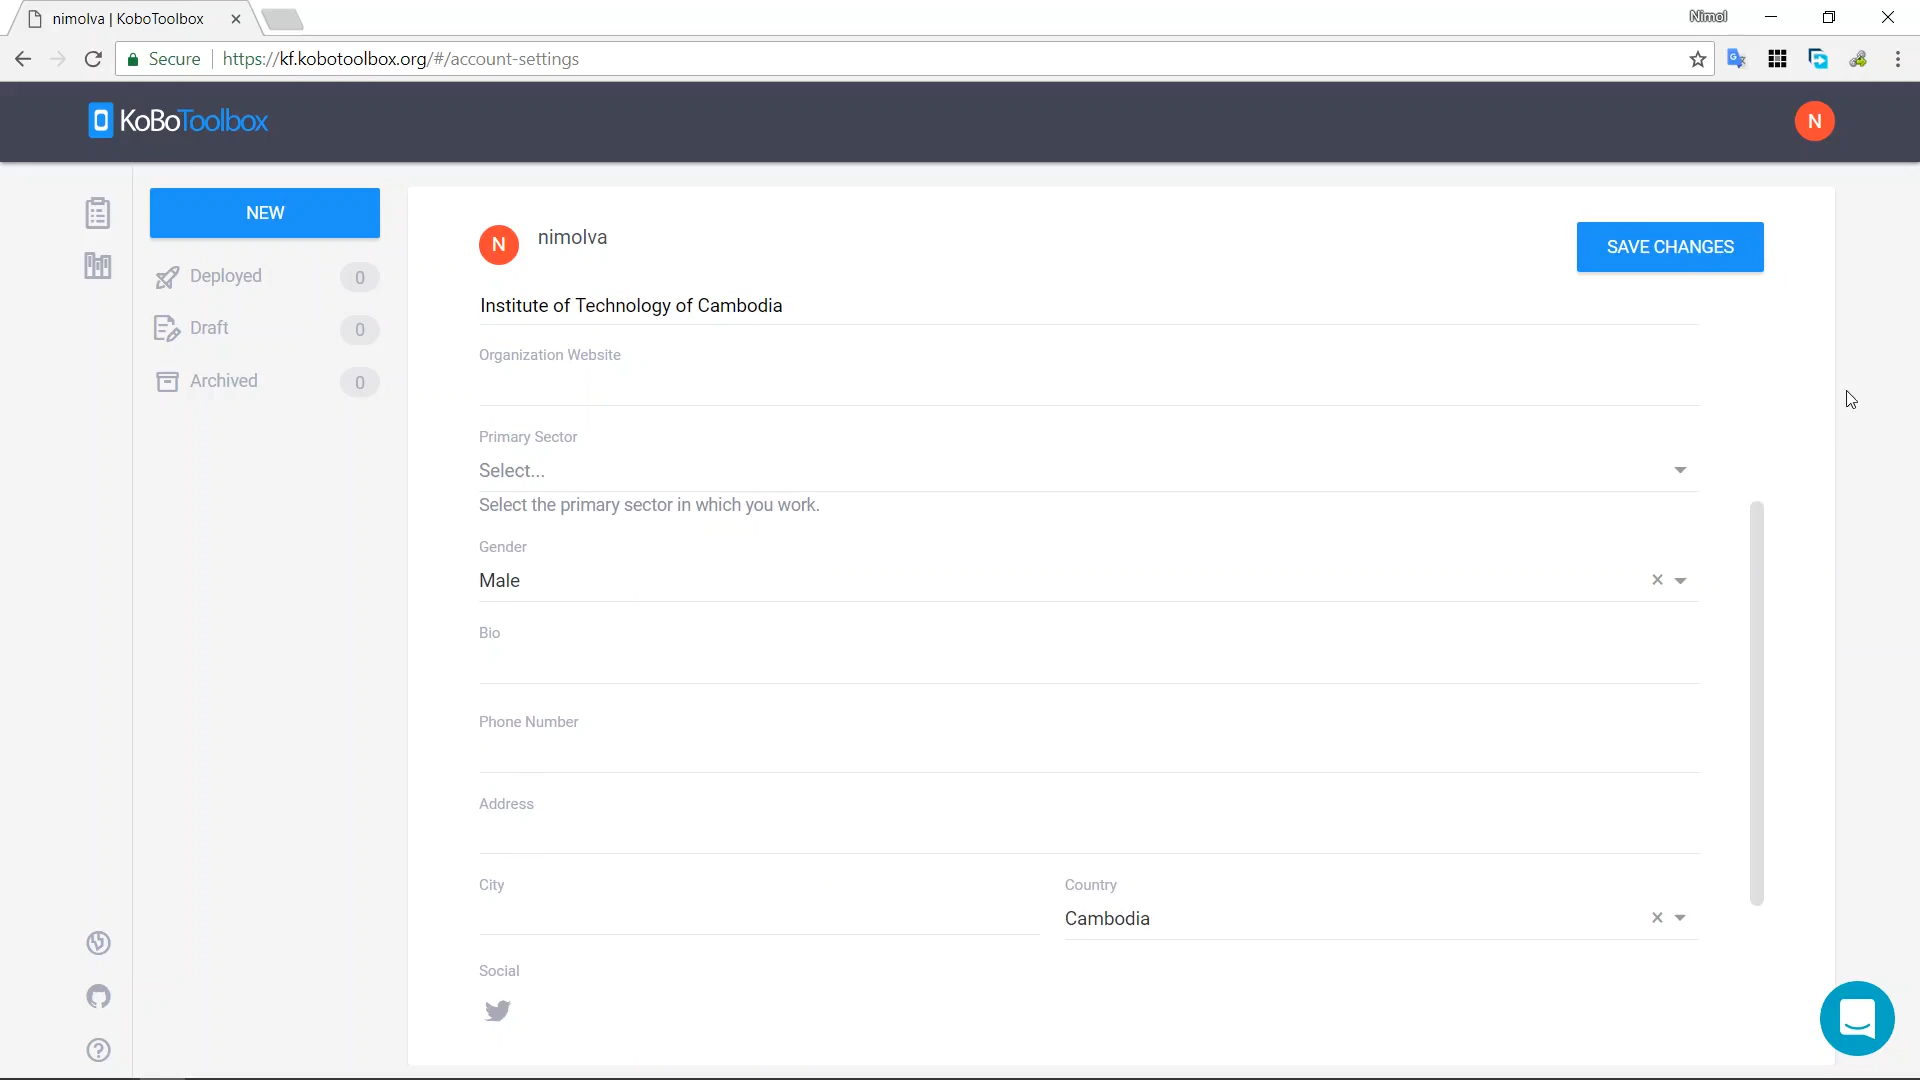 nimolva | KoboToolbox
Nimol
Secure
https://kf.kobotoolbox.org/#/account-settings
KoBoToolbox
N
NEW
Deployed 0
Draft 0
Archived 0
N nimolva
SAVE CHANGES
Institute of Technology of Cambodia
Organization Website
Primary Sector
Select...
Select the primary sector in which you work.
Gender
Male
Bio
Phone Number
Address
City
Country
Cambodia
Social